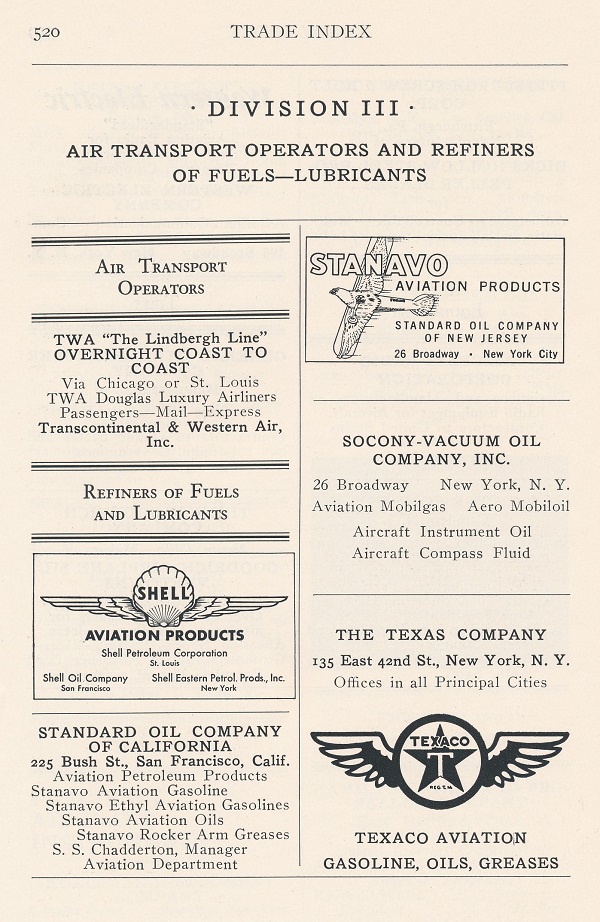 520
TRADE INDEX
· DIVISION III ·
AIR TRANSPORT OPERATORS AND REFINERS
OF FUELS—LUBRICANTS
AIR TRANSPORT
OPERATORS
TWA “The Lindbergh Line”
OVERNIGHT COAST TO
COAST
Via Chicago or St. Louis
TWA Douglas Luxury Airliners
Passengers—Mail—Express
Transcontinental & Western Air,
Inc.
REFINERS OF FUELS
AND LUBRICANTS
SHELL
AVIATION PRODUCTS
Shell Petroleum Corporation
St. Louis
Shell Oil Company Shell Eastern Petrol. Prods., Inc.
San Francisco New York
STANDARD OIL COMPANY
OF CALIFORNIA
225 Bush St., San Francisco, Calif.
Aviation Petroleum Products
Stanavo Aviation Gasoline
Stanavo Ethyl Aviation Gasolines
Stanavo Aviation Oils
Stanavo Rocker Arm Greases
S. S. Chadderton, Manager
Aviation Department
STANAVO
AVIATION PRODUCTS
STANDARD OIL COMPANY
OF NEW JERSEY
26 Broadway · New York City
SOCONY-VACUUM OIL
COMPANY, INC.
26 Broadway New York, N. Y.
Aviation Mobilgas Aero Mobiloil
Aircraft Instrument Oil
Aircraft Compass Fluid
THE TEXAS COMPANY
135 East 42nd St., New York, N. Y.
Offices in all Principal Cities
TEXACO
T
REG. T.M.
TEXACO AVIATION
GASOLINE, OILS, GREASES